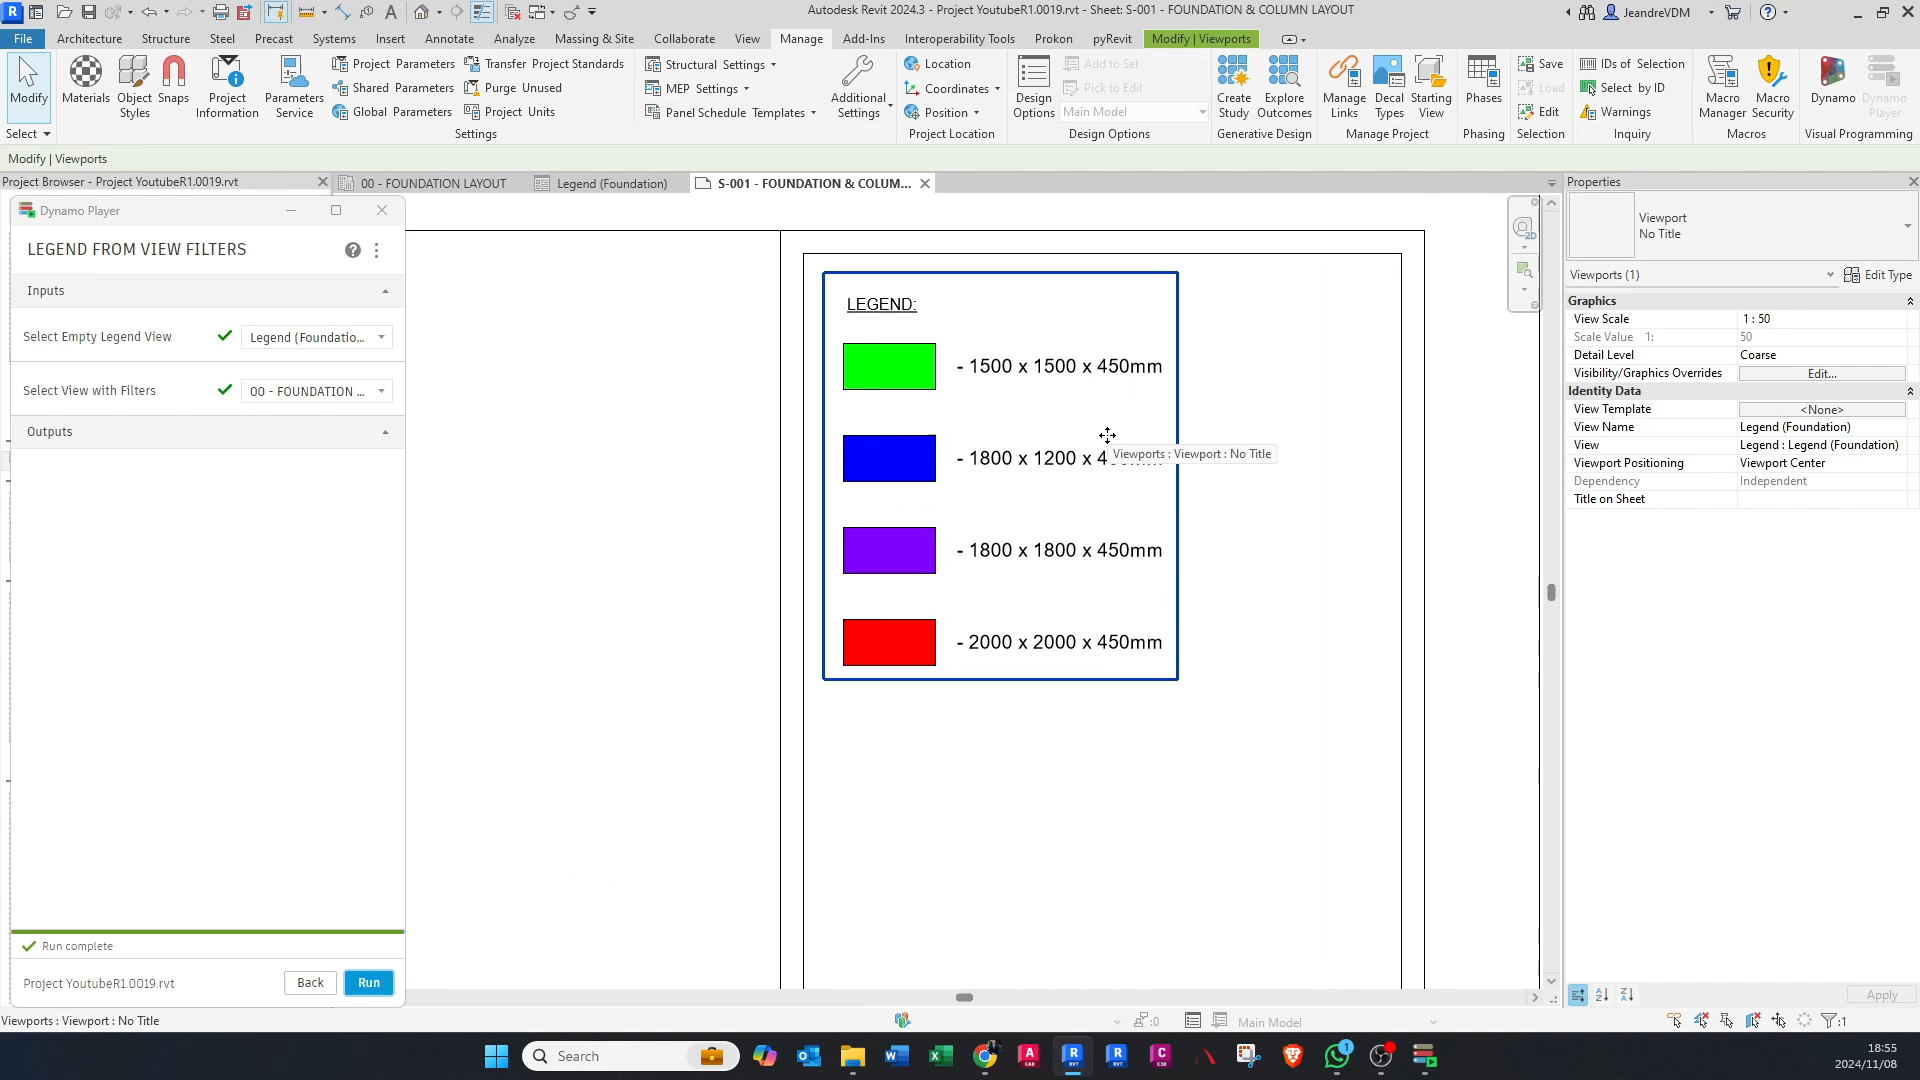 Autodesk Revit 2024.3 - Project YoutubeR1.0019.rvt - Sheet: S-001 - FOUNDATION & COLUMN LAYOUT
JeandreVDM
File Architecture Structure Steel Precast Systems Insert Annotate Analyze Massing & Site Collaborate View Manage Add-Ins Interoperability Tools Prokon pyRevit Modify | Viewports
Modify
Select
Materials
Object Styles
Snaps
Project Information
Parameters Service
Project Parameters
Shared Parameters
Global Parameters
Transfer Project Standards
Purge Unused
Project Units
Settings
Structural Settings
MEP Settings
Panel Schedule Templates
Additional Settings
Location
Coordinates
Position
Project Location
Design Options
Add to Set
Pick to Edit
Main Model
Design Options
Create Study
Explore Outcomes
Generative Design
Manage Links
Decal Types
Starting View
Manage Project
Phases
Phasing
Save
Load
Edit
Selection
IDs of Selection
Select by ID
Warnings
Inquiry
Macro Manager
Macro Security
Macros
Dynamo
Dynamo Player
Visual Programming
Modify | Viewports
Project Browser - Project YoutubeR1.0019.rvt
00 - FOUNDATION LAYOUT
Legend (Foundation)
S-001 - FOUNDATION & COLUM...
Dynamo Player
LEGEND FROM VIEW FILTERS
Inputs
Select Empty Legend View Legend (Foundatio...
Select View with Filters 00 - FOUNDATION ...
Outputs
Run complete
Project YoutubeR1.0019.rvt
Back
Run
LEGEND:
- 1500 x 1500 x 450mm
- 1800 x 1200 x 4
Viewports : Viewport : No Title
- 1800 x 1800 x 450mm
- 2000 x 2000 x 450mm
2D
Properties
Viewport
No Title
Viewports (1)
Edit Type
Graphics
View Scale 1 : 50
Scale Value 1: 50
Detail Level Coarse
Visibility/Graphics Overrides Edit...
Identity Data
View Template <None>
View Name Legend (Foundation)
View Legend : Legend (Foundation)
Viewport Positioning Viewport Center
Dependency Independent
Title on Sheet
Apply
Viewports : Viewport : No Title
:0
Main Model
:1
Search
18:55
2024/11/08